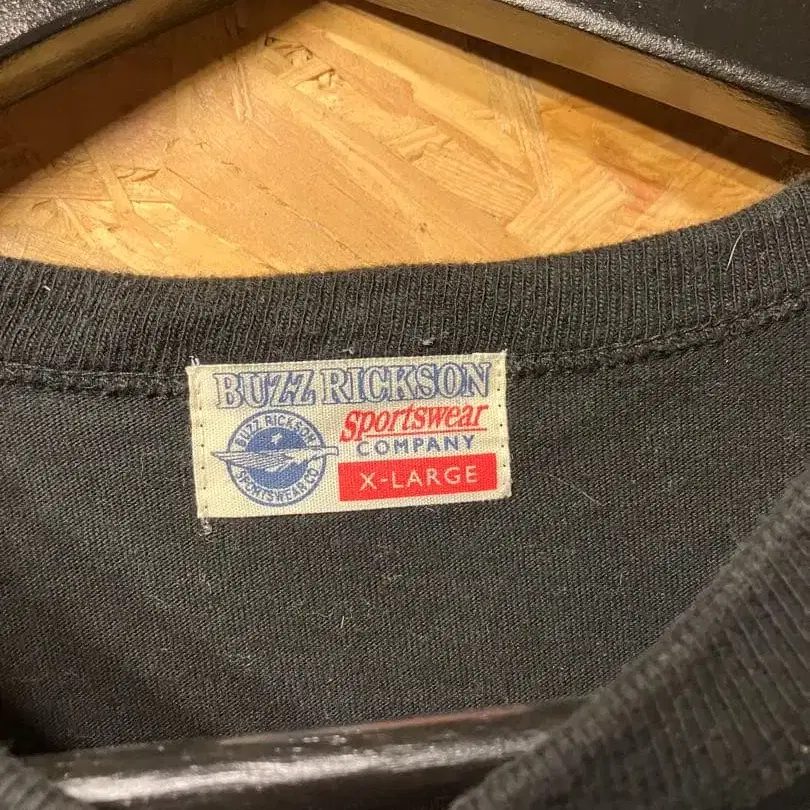 BUZZ RICKSON
Sportswear
COMPANY
X-LARGE
BUZZ RICKSON
SPORTSWEAR CO